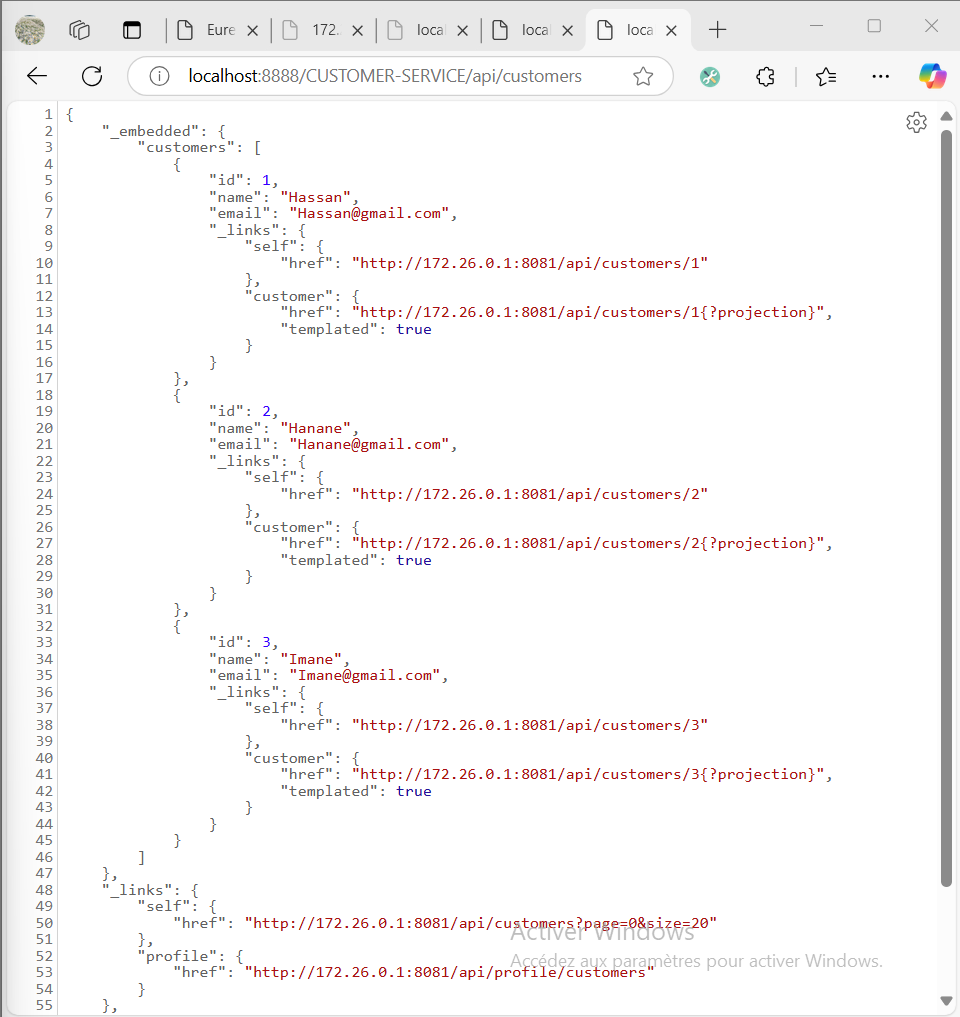 Eure
172.
local
local
loca
localhost:8888/CUSTOMER-SERVICE/api/customers
1 {
2     "_embedded": {
3         "customers": [
4             {
5                 "id": 1,
6                 "name": "Hassan",
7                 "email": "Hassan@gmail.com",
8                 "_links": {
9                     "self": {
10                         "href": "http://172.26.0.1:8081/api/customers/1"
11                     },
12                     "customer": {
13                         "href": "http://172.26.0.1:8081/api/customers/1{?projection}",
14                         "templated": true
15                     }
16                 }
17             },
18             {
19                 "id": 2,
20                 "name": "Hanane",
21                 "email": "Hanane@gmail.com",
22                 "_links": {
23                     "self": {
24                         "href": "http://172.26.0.1:8081/api/customers/2"
25                     },
26                     "customer": {
27                         "href": "http://172.26.0.1:8081/api/customers/2{?projection}",
28                         "templated": true
29                     }
30                 }
31             },
32             {
33                 "id": 3,
34                 "name": "Imane",
35                 "email": "Imane@gmail.com",
36                 "_links": {
37                     "self": {
38                         "href": "http://172.26.0.1:8081/api/customers/3"
39                     },
40                     "customer": {
41                         "href": "http://172.26.0.1:8081/api/customers/3{?projection}",
42                         "templated": true
43                     }
44                 }
45             }
46         ]
47     },
48     "_links": {
49         "self": {
50             "href": "http://172.26.0.1:8081/api/customers?page=0&size=20"
51         },
52         "profile": {
53             "href": "http://172.26.0.1:8081/api/profile/customers"
54         }
55     },
Activer Windows
Accédez aux paramètres pour activer Windows.